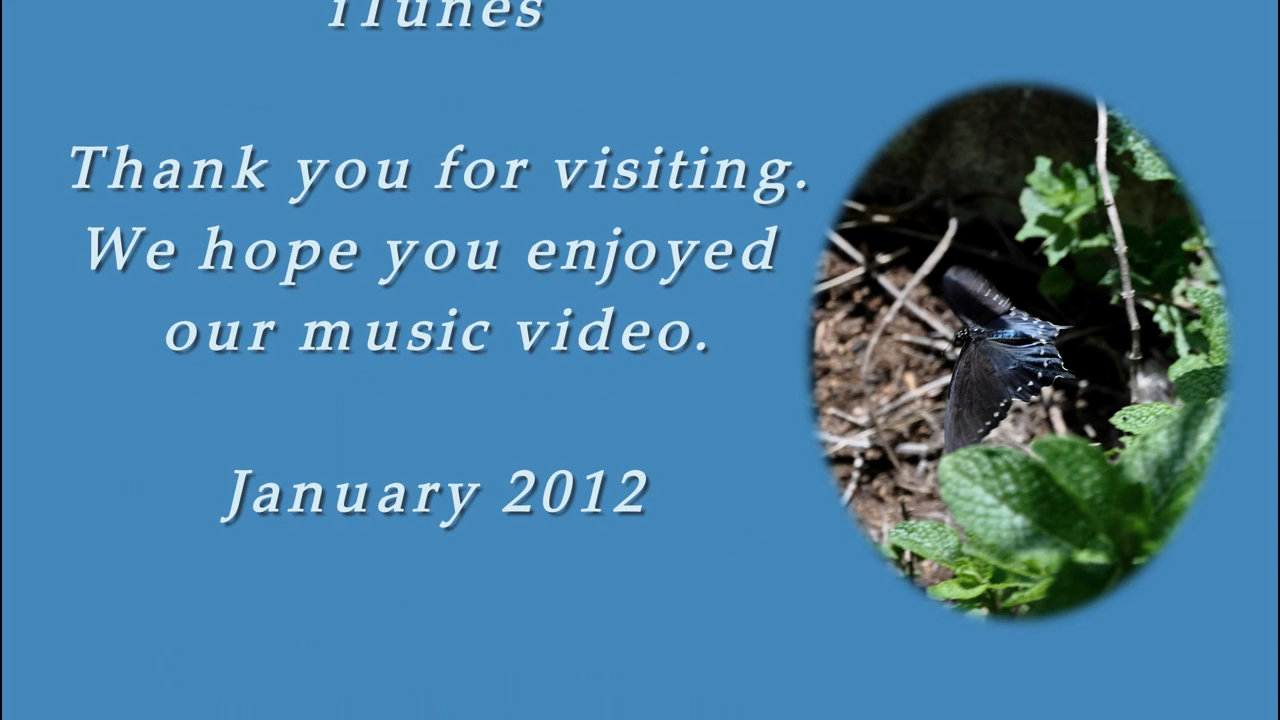 iTunes
Thank you for visiting.
We hope you enjoyed
our music video.
January 2012